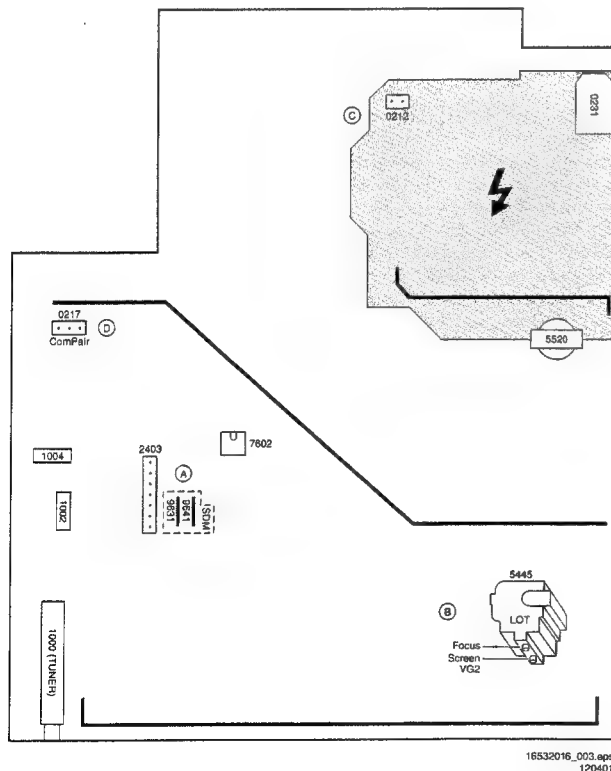 0231
C
0212
0217
D
ComPair
5520
7602
2403
1004
A
1002
9631
9641
(SDM)
5445
B
LOT
1000 (TUNER)
Focus
Screen
VG2
16532016_003.eps
120401